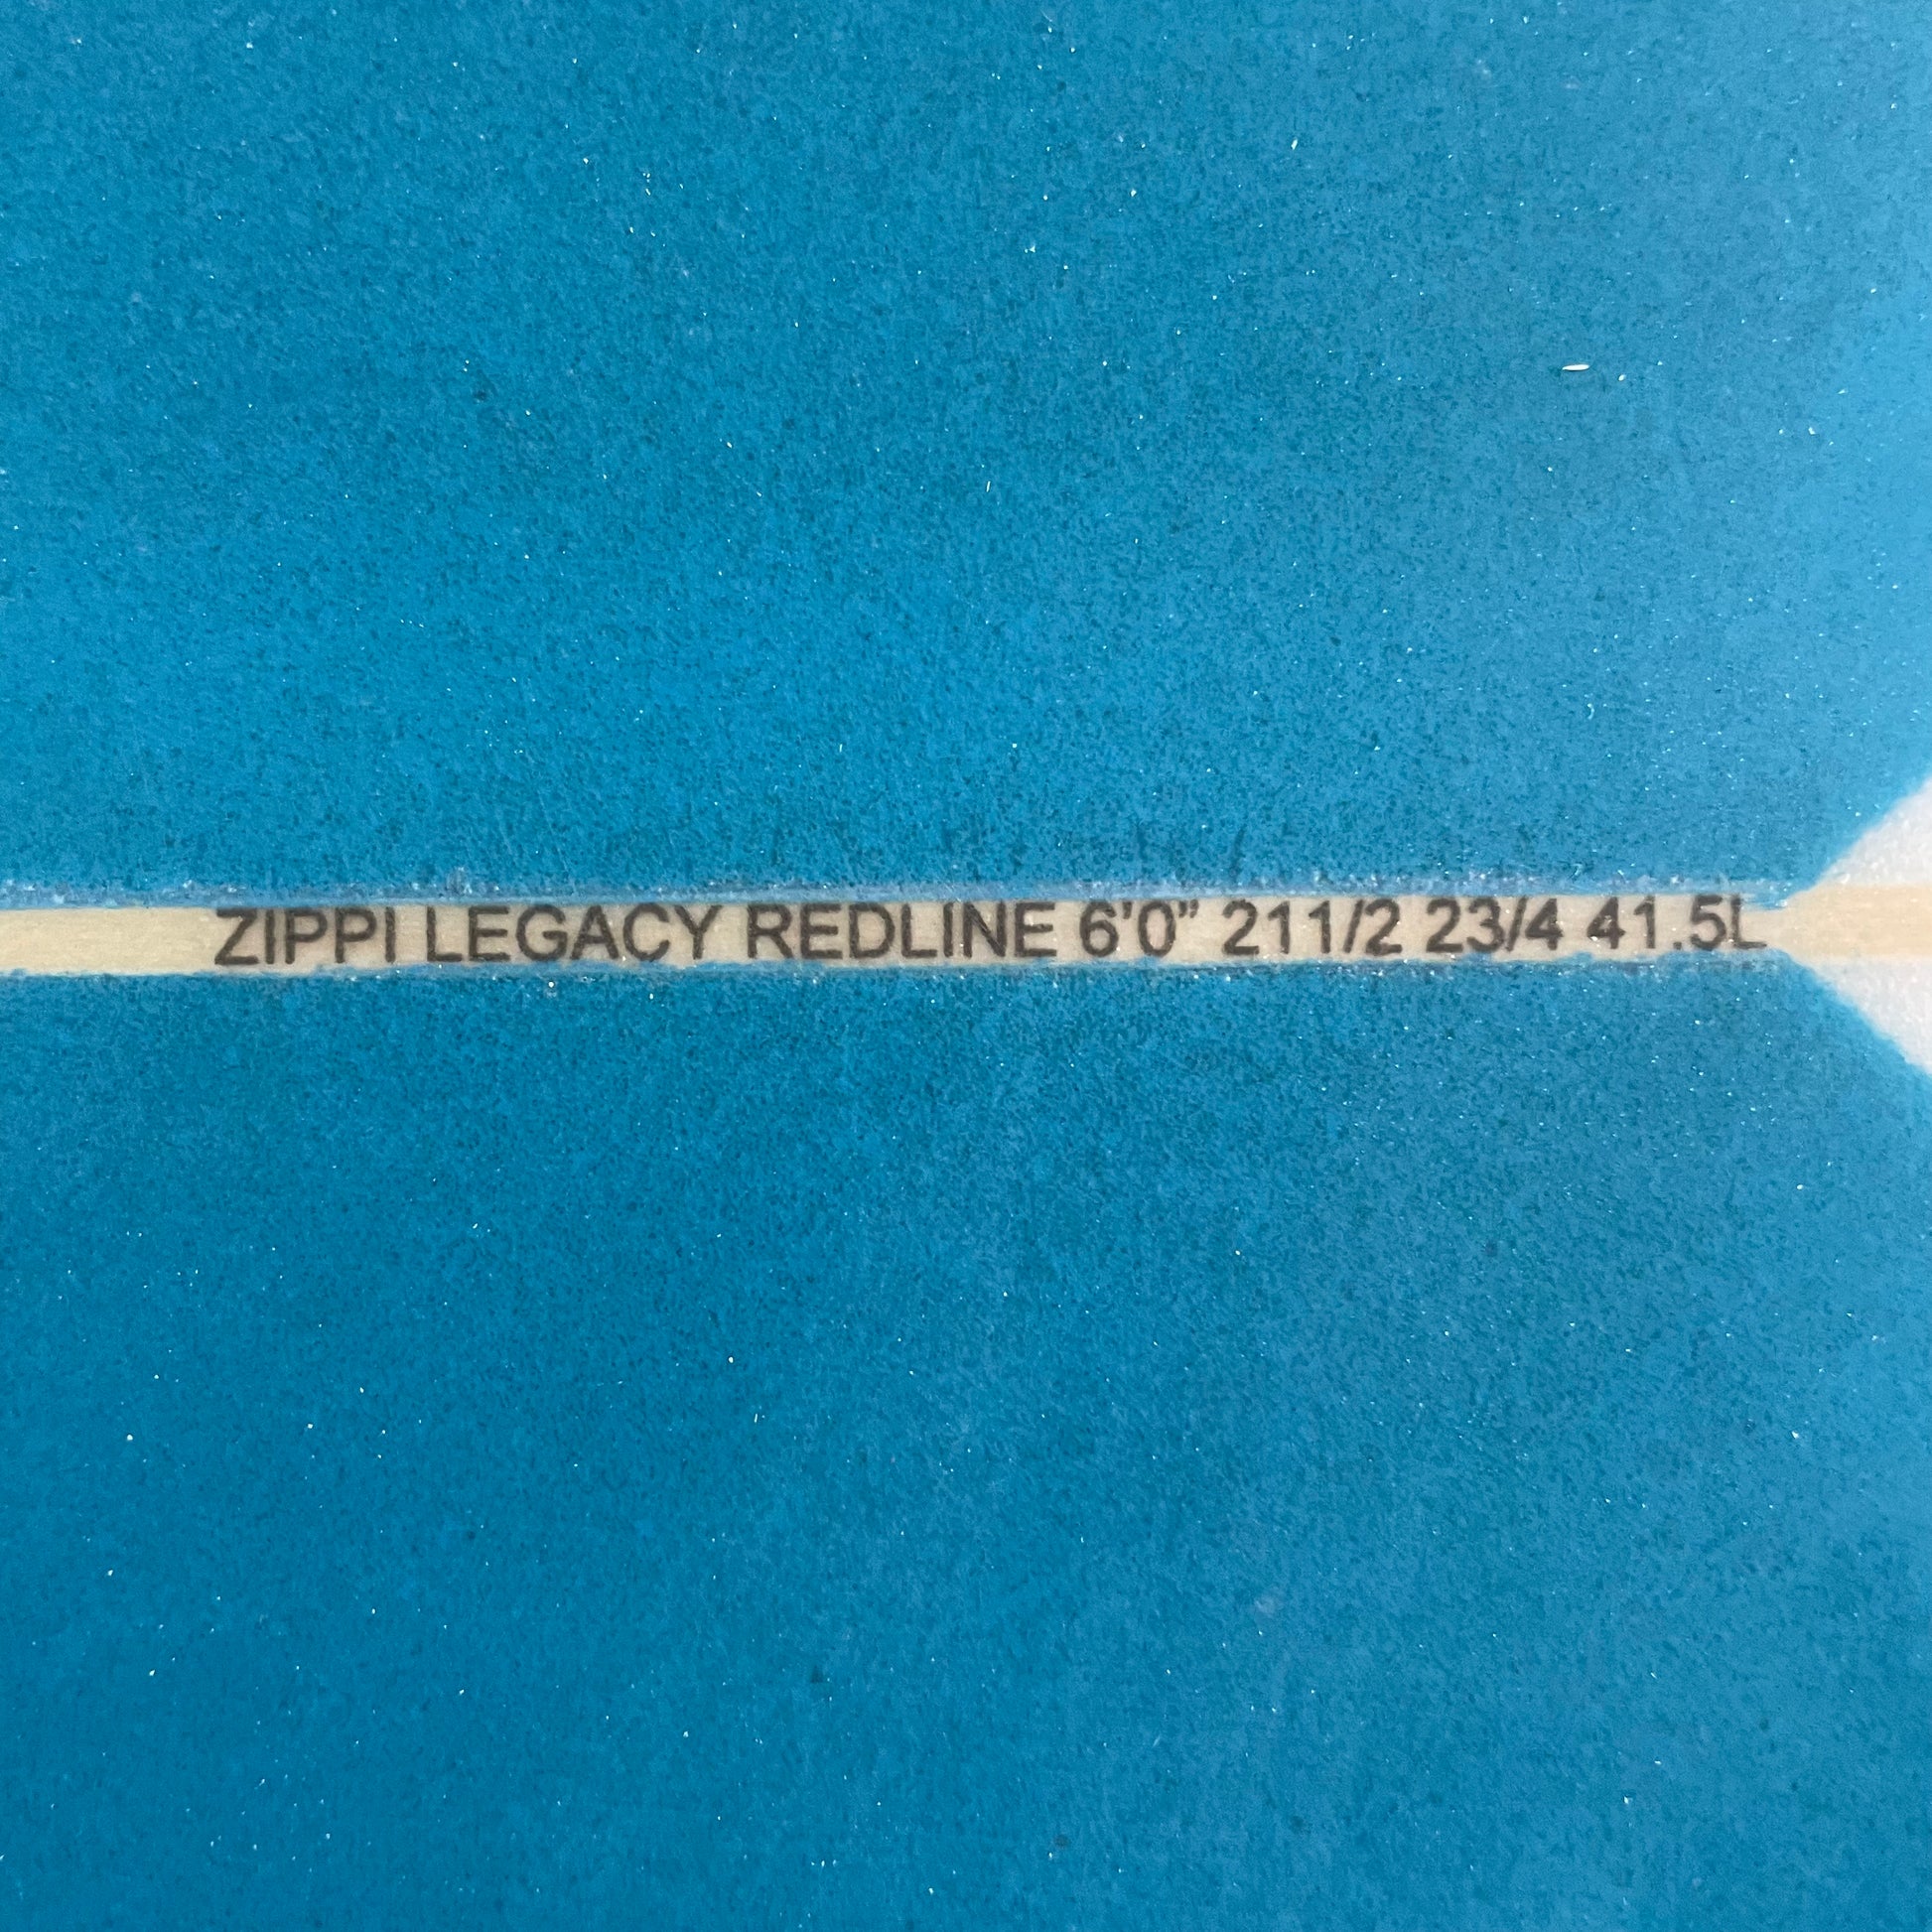 ZIPPI LEGACY REDLINE 6'0” 211/2 23/4 41.5L